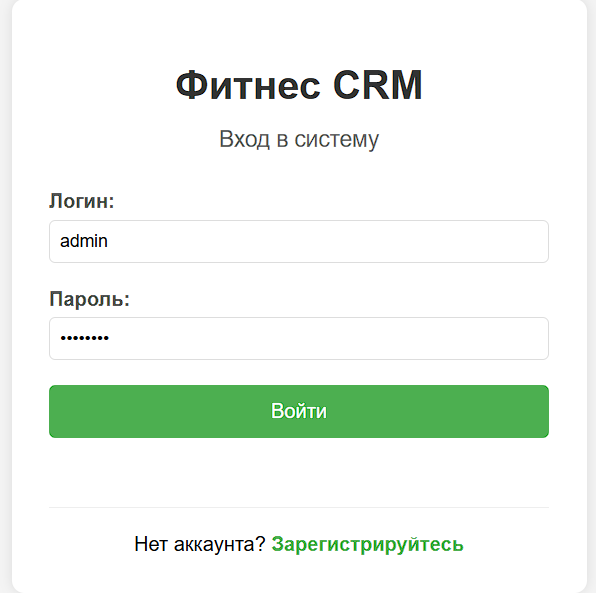 Фитнес CRM
Вход в систему
Логин:
admin
Пароль:
••••••••
Войти
Нет аккаунта? Зарегистрируйтесь